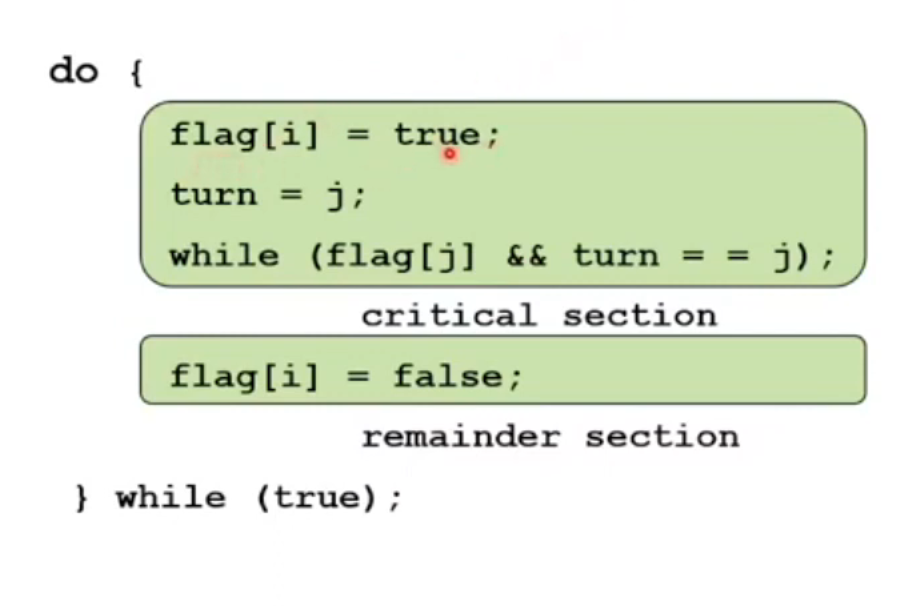 do {
flag[i] = true;
turn = j;
while (flag[j] && turn = = j);
critical section
flag[i] = false;
remainder section
} while (true);